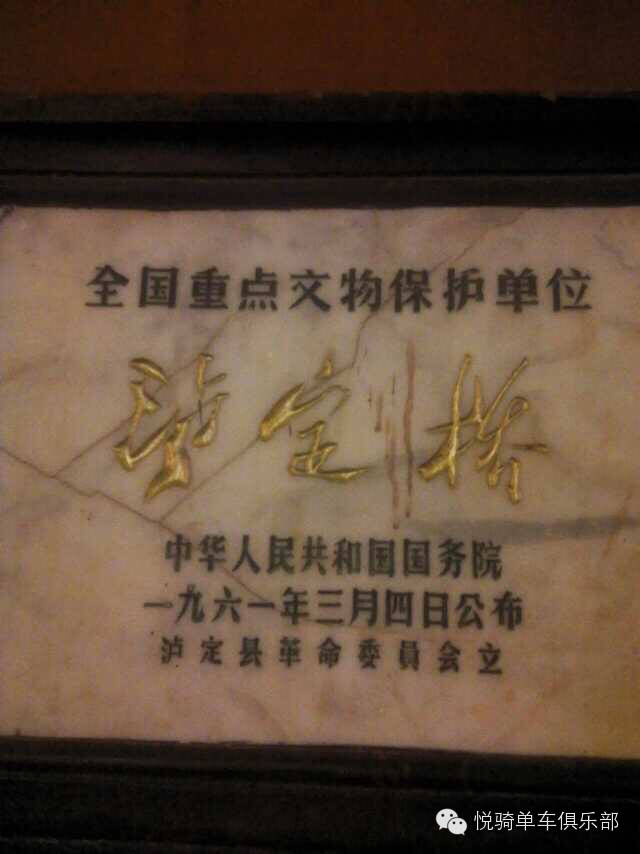 全国重点文物保护单位
泸定桥
中华人民共和国国务院
一九六一年三月四日公布
泸定县革命委員会立
悦骑单车俱乐部